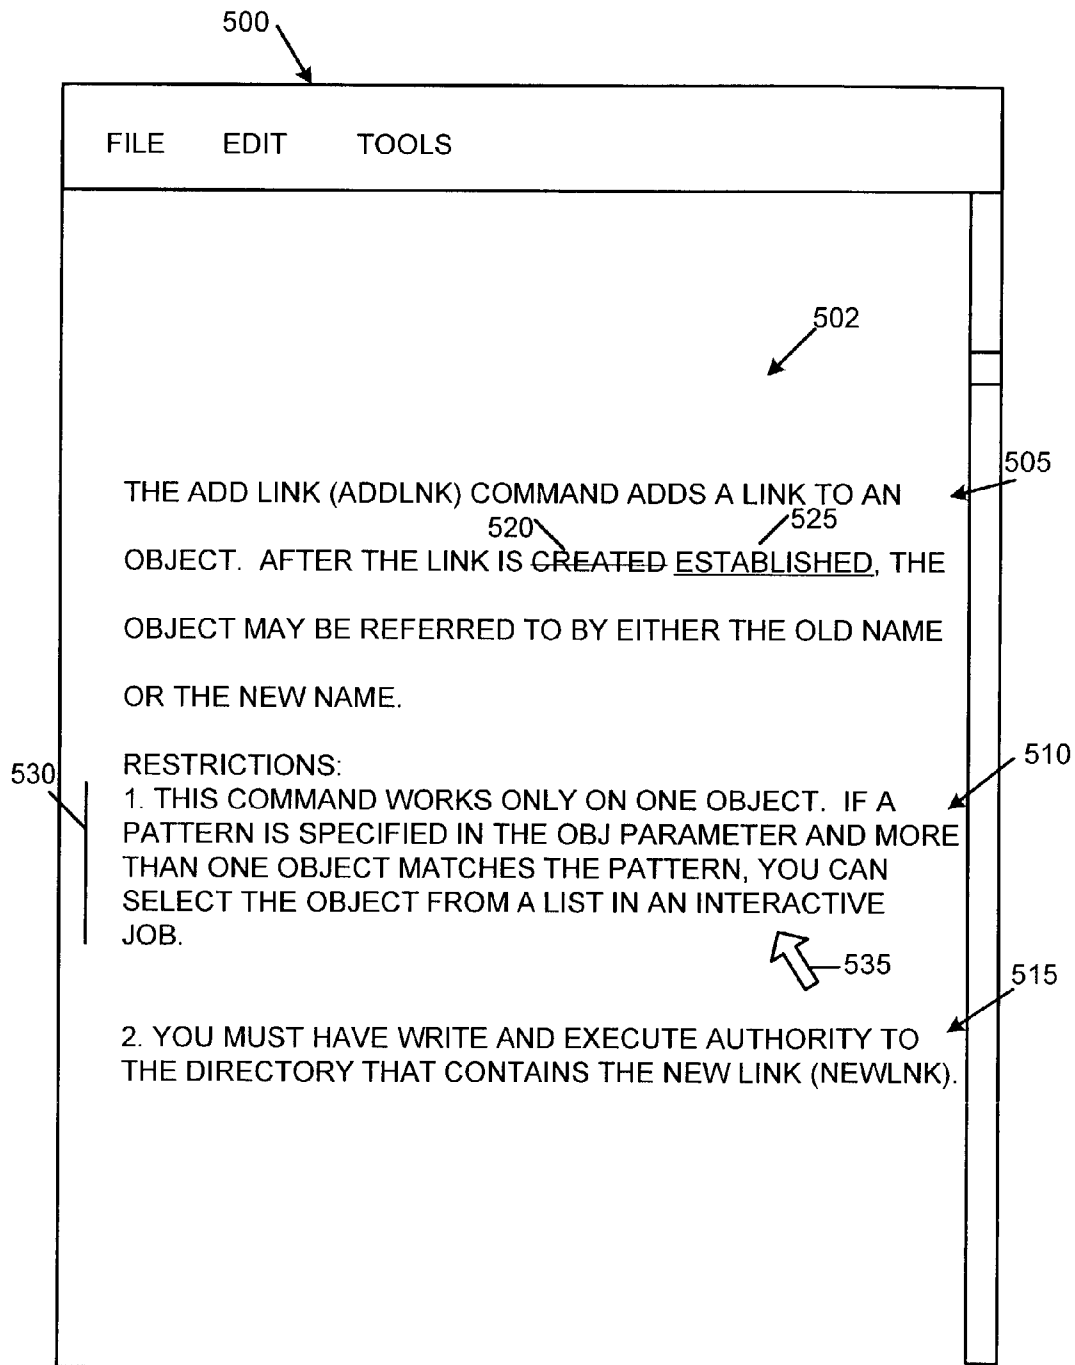 500
FILE EDIT TOOLS
502
505
THE ADD LINK (ADDLNK) COMMAND ADDS A LINK TO AN
520 525
OBJECT. AFTER THE LINK IS CREATED ESTABLISHED, THE
OBJECT MAY BE REFERRED TO BY EITHER THE OLD NAME
OR THE NEW NAME.
510
530
RESTRICTIONS:
1. THIS COMMAND WORKS ONLY ON ONE OBJECT. IF A
PATTERN IS SPECIFIED IN THE OBJ PARAMETER AND MORE
THAN ONE OBJECT MATCHES THE PATTERN, YOU CAN
SELECT THE OBJECT FROM A LIST IN AN INTERACTIVE
JOB.
535
515
2. YOU MUST HAVE WRITE AND EXECUTE AUTHORITY TO
THE DIRECTORY THAT CONTAINS THE NEW LINK (NEWLNK).